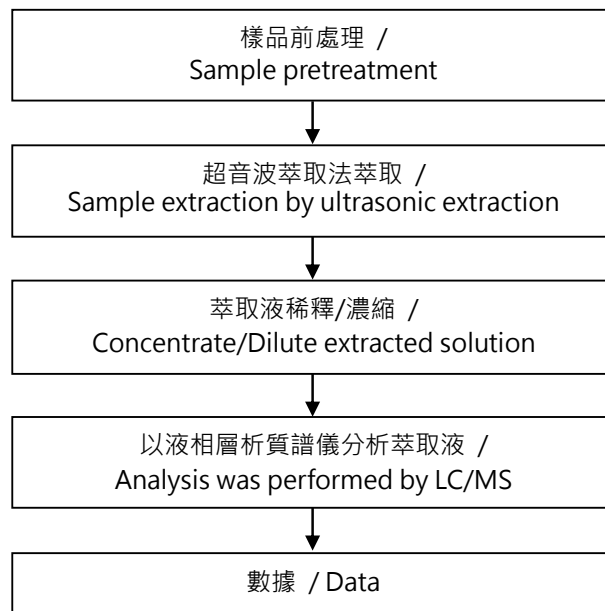 樣品前處理 /
Sample pretreatment
超音波萃取法萃取 /
Sample extraction by ultrasonic extraction
萃取液稀釋/濃縮 /
Concentrate/Dilute extracted solution
以液相層析質譜儀分析萃取液 /
Analysis was performed by LC/MS
數據 / Data